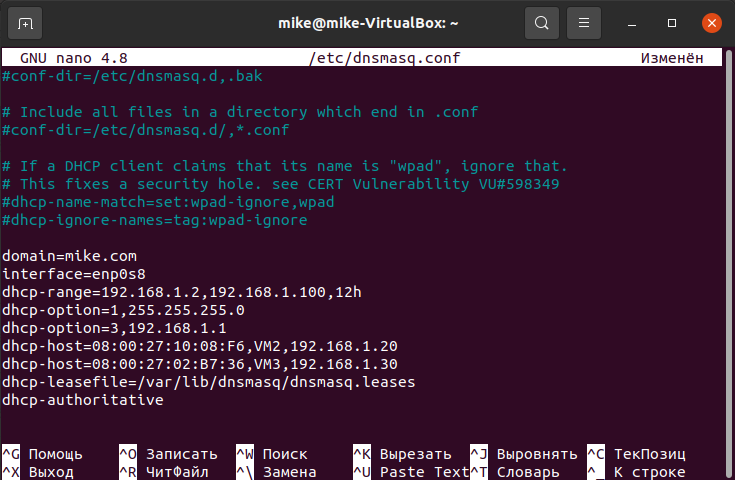 mike@mike-VirtualBox: ~
GNU nano 4.8 /etc/dnsmasq.conf Изменён
#conf-dir=/etc/dnsmasq.d,.bak
# Include all files in a directory which end in .conf
#conf-dir=/etc/dnsmasq.d/,*.conf
# If a DHCP client claims that its name is "wpad", ignore that.
# This fixes a security hole. see CERT Vulnerability VU#598349
#dhcp-name-match=set:wpad-ignore,wpad
#dhcp-ignore-names=tag:wpad-ignore
domain=mike.com
interface=enp0s8
dhcp-range=192.168.1.2,192.168.1.100,12h
dhcp-option=1,255.255.255.0
dhcp-option=3,192.168.1.1
dhcp-host=08:00:27:10:08:F6,VM2,192.168.1.20
dhcp-host=08:00:27:02:B7:36,VM3,192.168.1.30
dhcp-leasefile=/var/lib/dnsmasq/dnsmasq.leases
dhcp-authoritative
^G Помощь ^O Записать ^W Поиск ^K Вырезать ^J Выровнять ^C ТекПозиц
^X Выход ^R ЧитФайл ^\ Замена ^U Paste Text ^T Словарь ^_ К строке